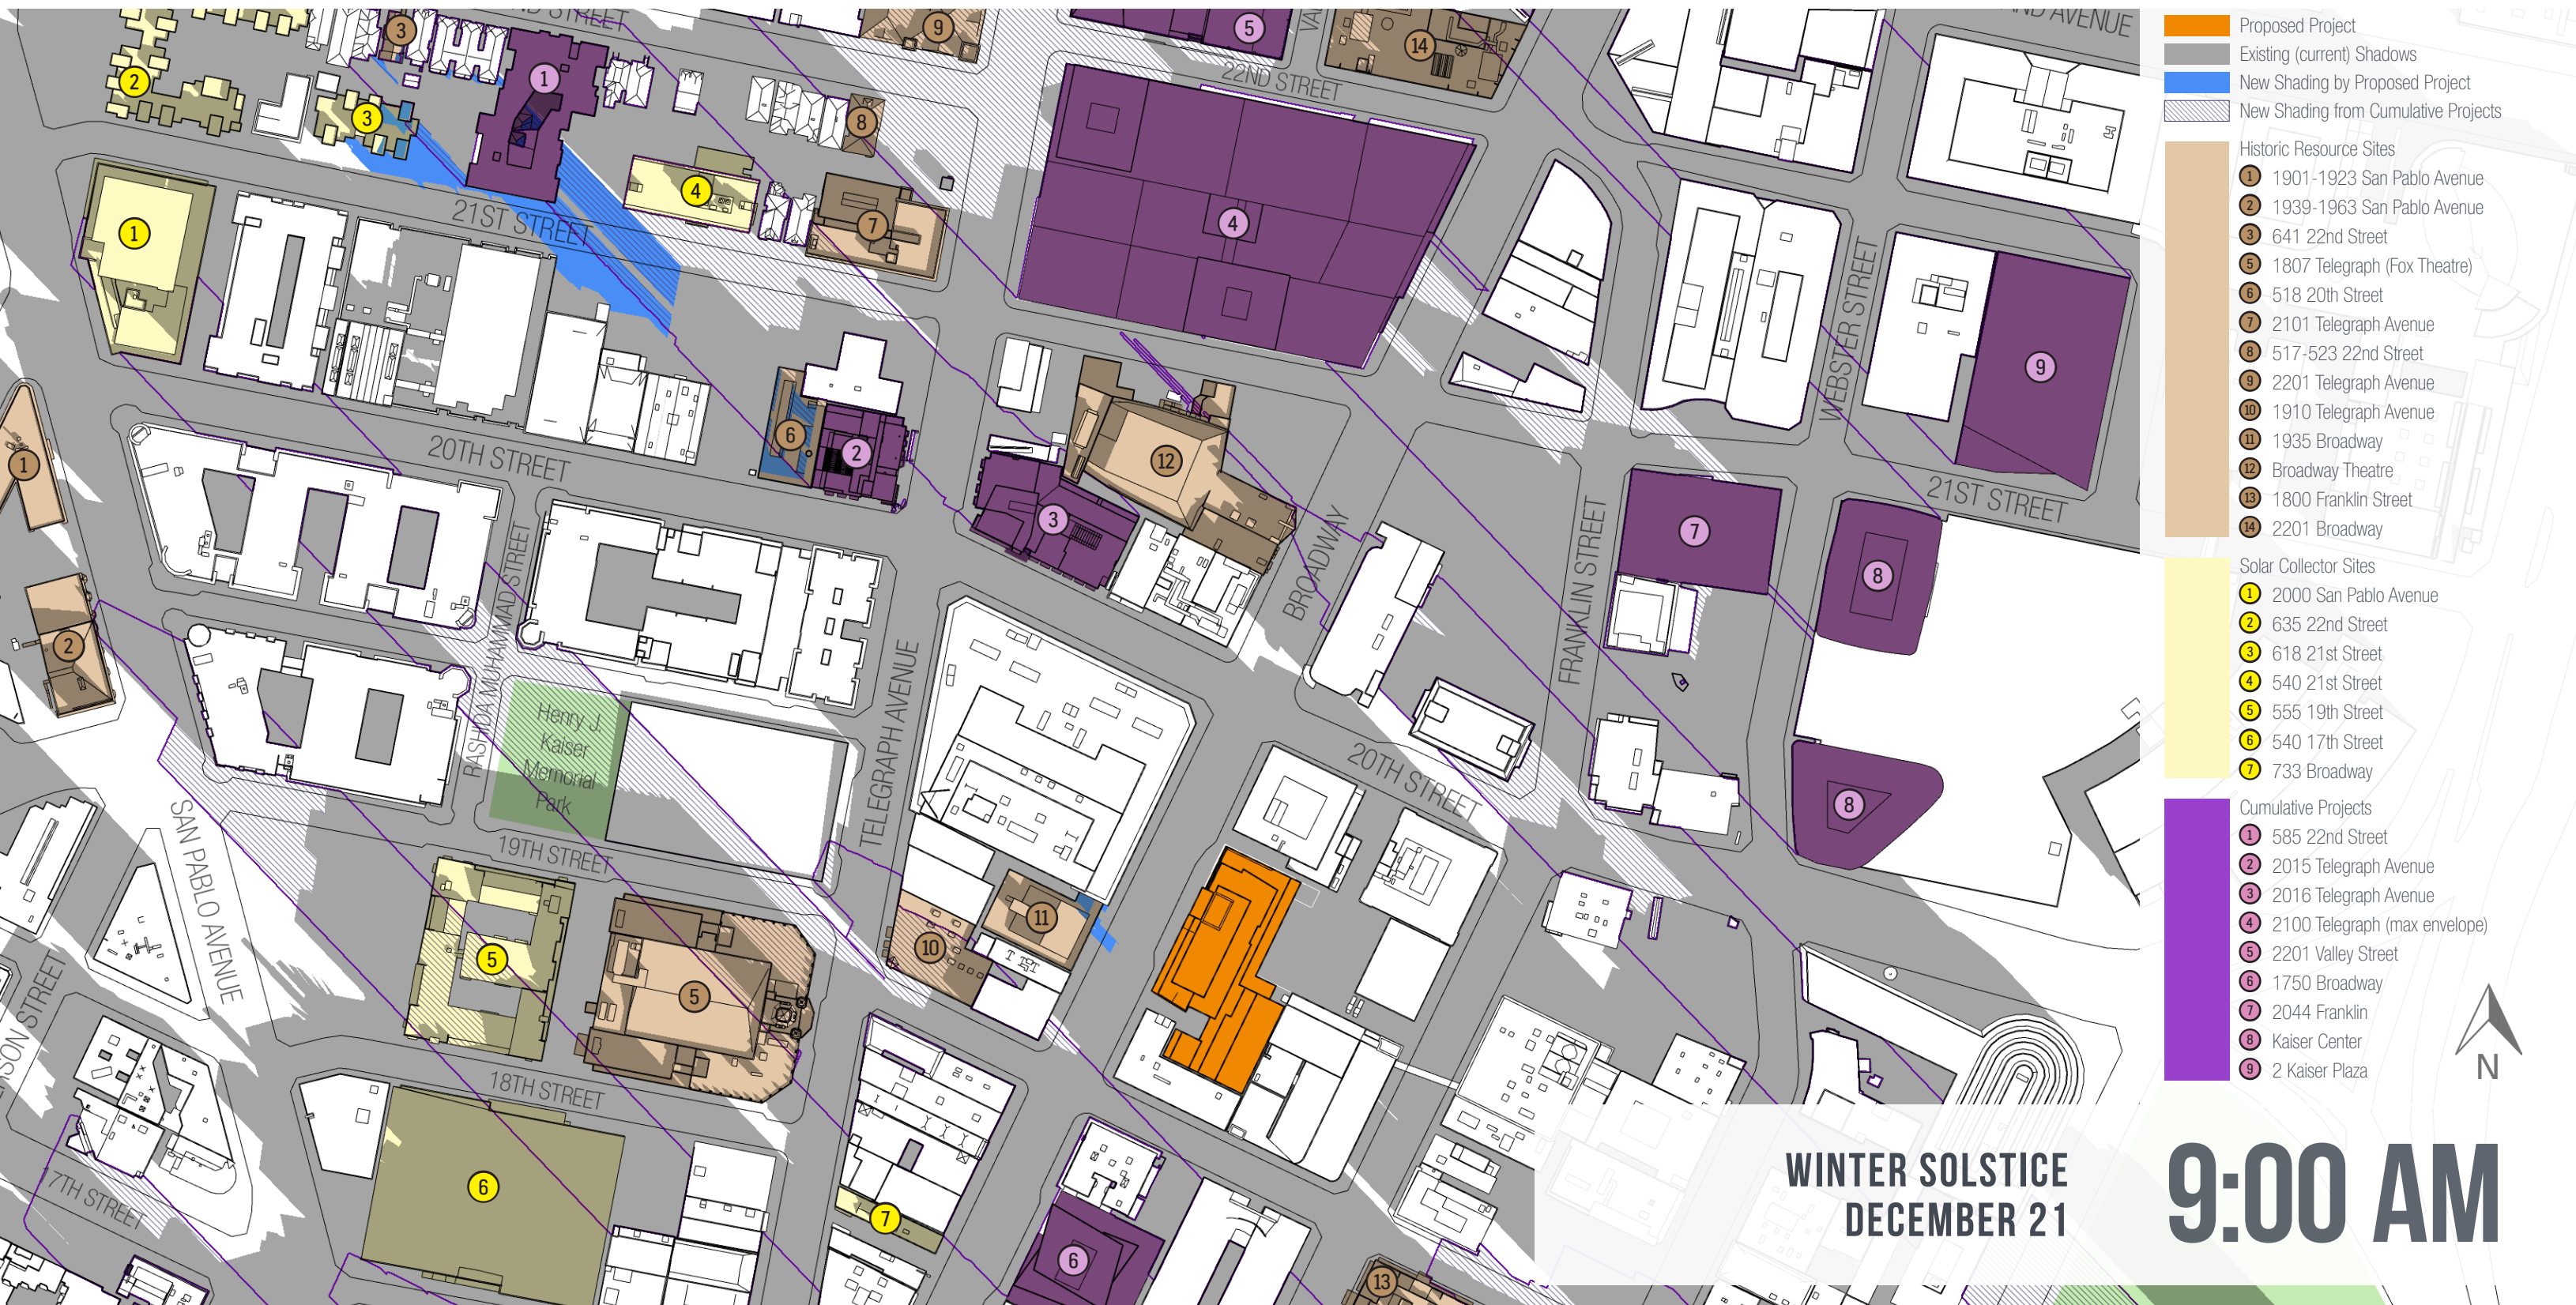 22ND STREET
21ST STREET
20TH STREET
RASHIDA MUHAMMAD STREET
Henry J.
Kaiser
Memorial
Park
19TH STREET
18TH STREET
17TH STREET
SAN PABLO AVENUE
TELEGRAPH AVENUE
BROADWAY
20TH STREET
FRANKLIN STREET
WEBSTER STREET
21ST STREET
Proposed Project
Existing (current) Shadows
New Shading by Proposed Project
New Shading from Cumulative Projects
Historic Resource Sites
1 1901-1923 San Pablo Avenue
2 1939-1963 San Pablo Avenue
3 641 22nd Street
5 1807 Telegraph (Fox Theatre)
6 518 20th Street
7 2101 Telegraph Avenue
8 517-523 22nd Street
9 2201 Telegraph Avenue
10 1910 Telegraph Avenue
11 1935 Broadway
12 Broadway Theatre
13 1800 Franklin Street
14 2201 Broadway
Solar Collector Sites
1 2000 San Pablo Avenue
2 635 22nd Street
3 618 21st Street
4 540 21st Street
5 555 19th Street
6 540 17th Street
7 733 Broadway
Cumulative Projects
1 585 22nd Street
2 2015 Telegraph Avenue
3 2016 Telegraph Avenue
4 2100 Telegraph (max envelope)
5 2201 Valley Street
6 1750 Broadway
7 2044 Franklin
8 Kaiser Center
9 2 Kaiser Plaza
N
WINTER SOLSTICE
DECEMBER 21
9:00 AM